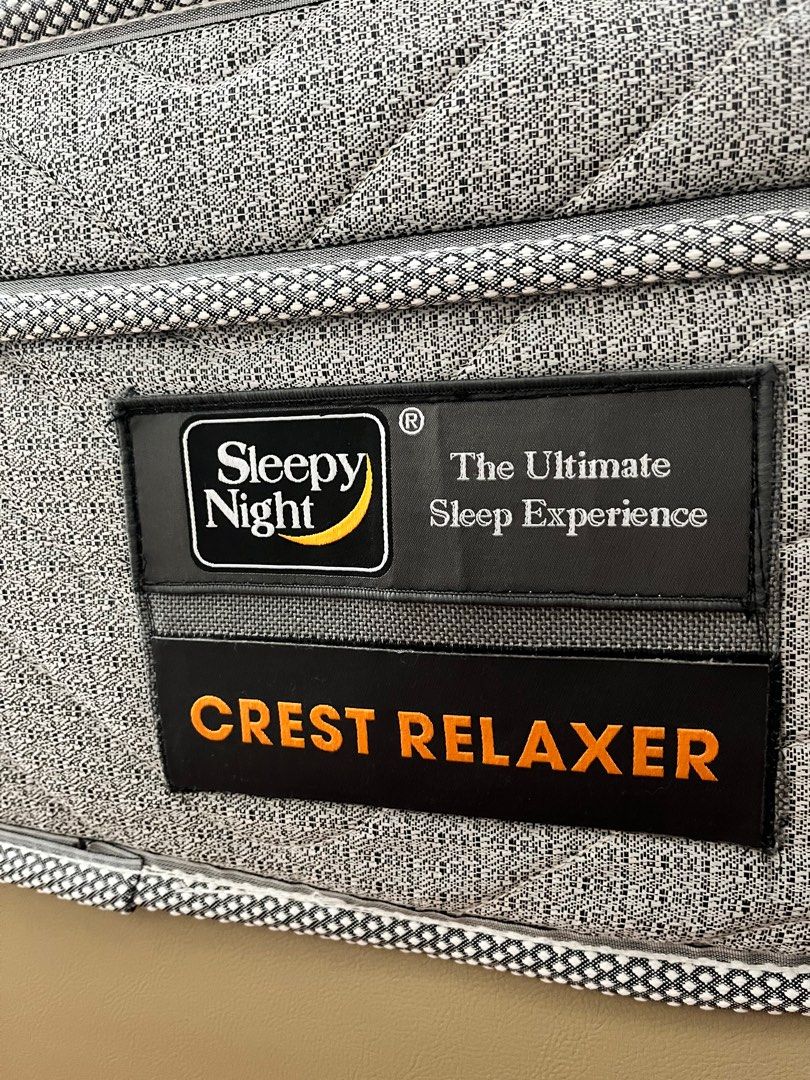 Sleepy
Night
®
The Ultimate
Sleep Experience
CREST RELAXER